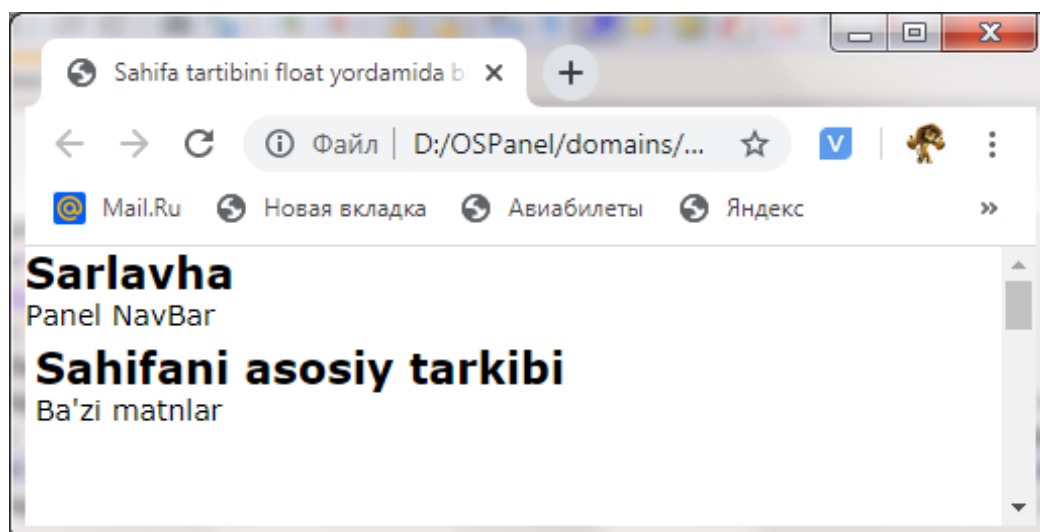 Sahifa tartibini float yordamida b
Файл | D:/OSPanel/domains/...
V
Mail.Ru Новая вкладка Авиабилеты Яндекс »
Sarlavha
Panel NavBar
Sahifani asosiy tarkibi
Ba'zi matnlar